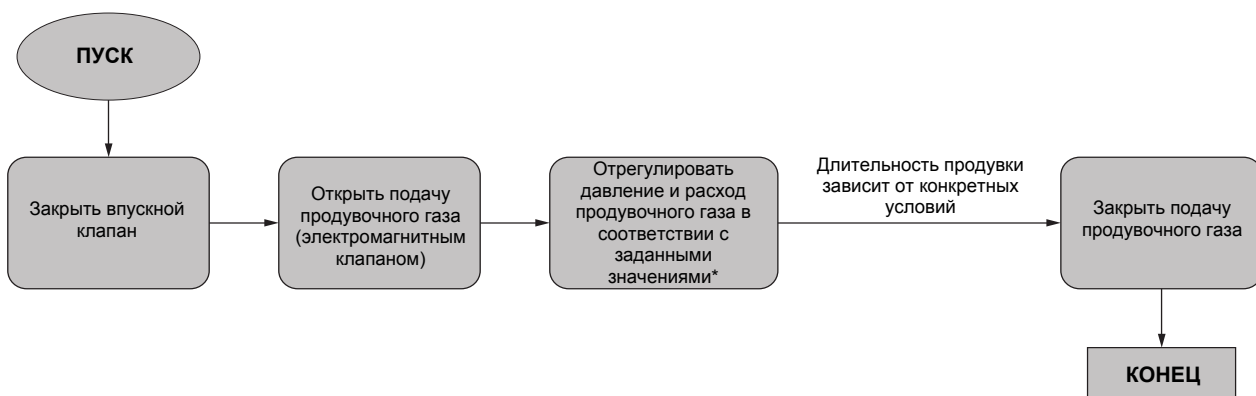 ПУСК
Закрыть впускной
клапан
Открыть подачу
продувочного газа
(электромагнитным
клапаном)
Отрегулировать
давление и расход
продувочного газа в
соответствии с
заданными
значениями*
Длительность продувки
зависит от конкретных
условий
Закрыть подачу
продувочного газа
КОНЕЦ